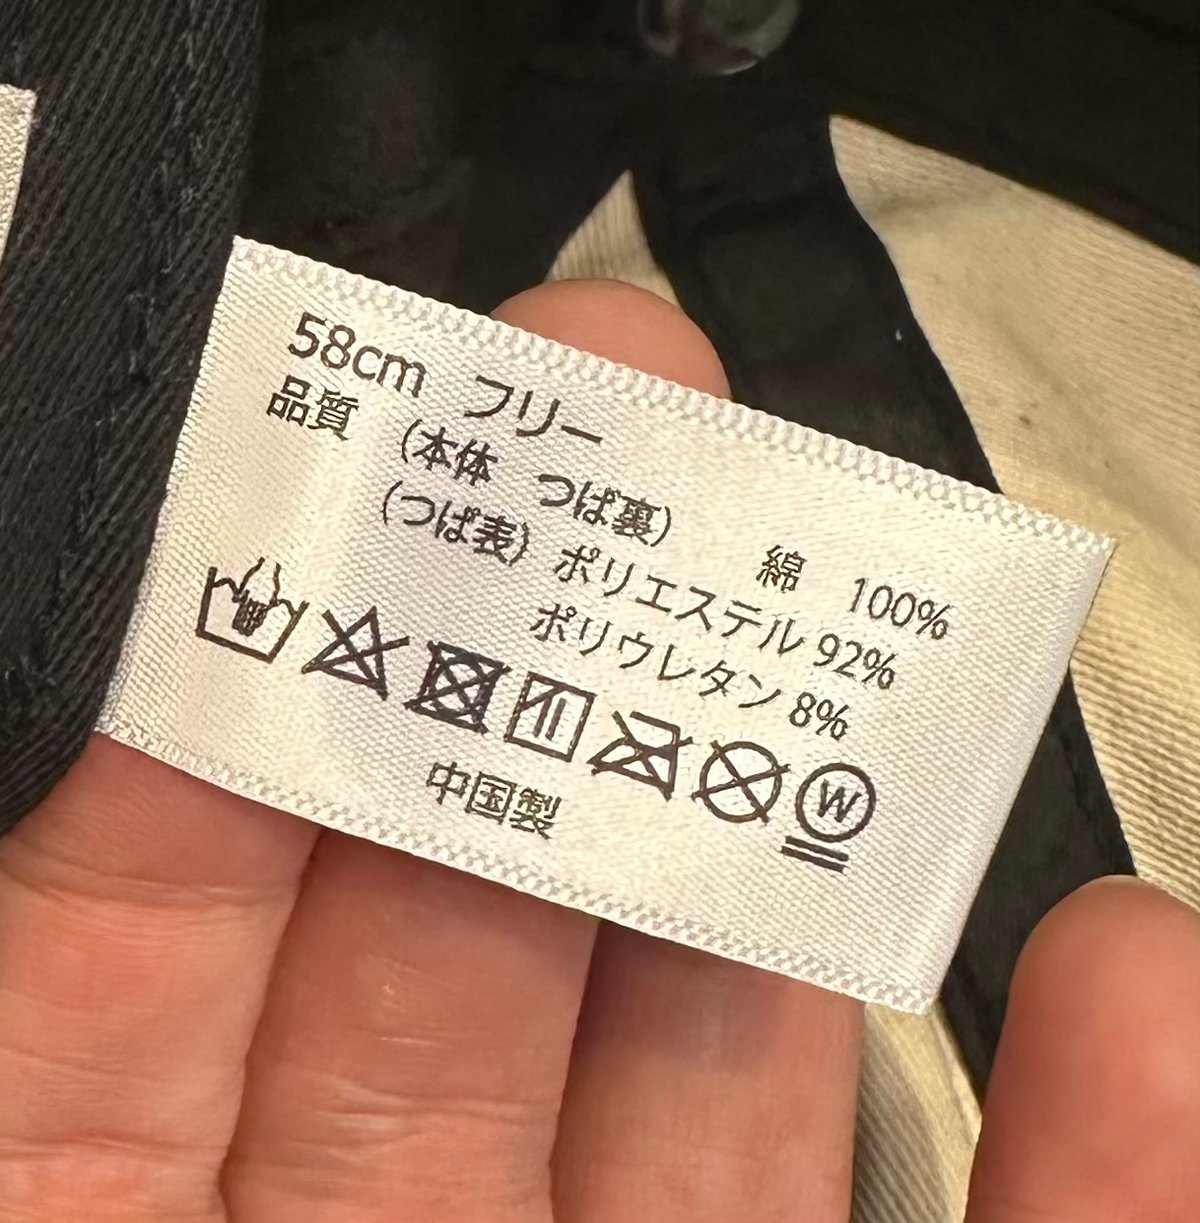 58cm フリー
品質 (本体 つば裏) 綿 100%
(つば表) ポリエステル 92%
ポリウレタン 8%
W
中国製